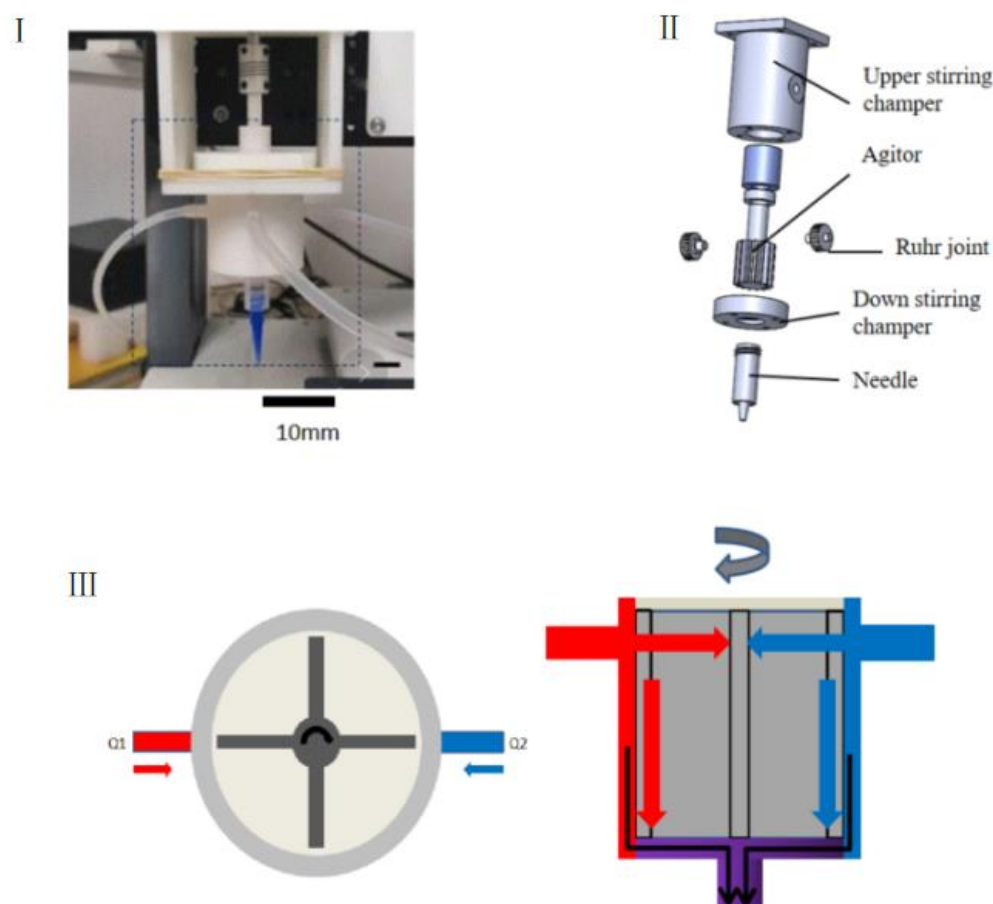 I
10mm
II
Upper stirring
champer
Agitor
Ruhr joint
Down stirring
champer
Needle
III
Q1
Q2